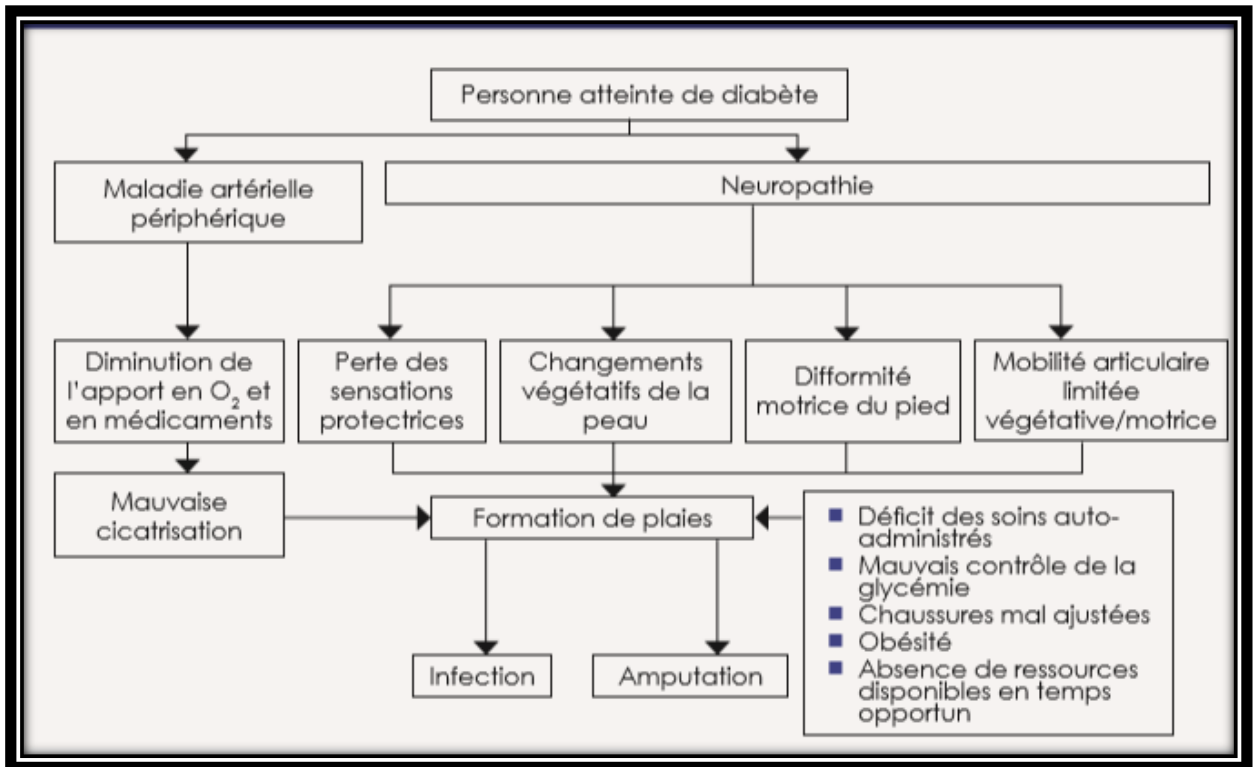 Personne atteinte de diabète
Maladie artérielle
périphérique
Neuropathie
Diminution de
l'apport en O₂ et
en médicaments
Perte des
sensations
protectrices
Changements
végétatifs de la
peau
Difformité
motrice du pied
Mobilité articulaire
limitée
végétative/motrice
Mauvaise
cicatrisation
Formation de plaies
■ Déficit des soins auto-
administrés
■ Mauvais contrôle de la
glycémie
■ Chaussures mal ajustées
■ Obésité
■ Absence de ressources
disponibles en temps
opportun
Infection
Amputation